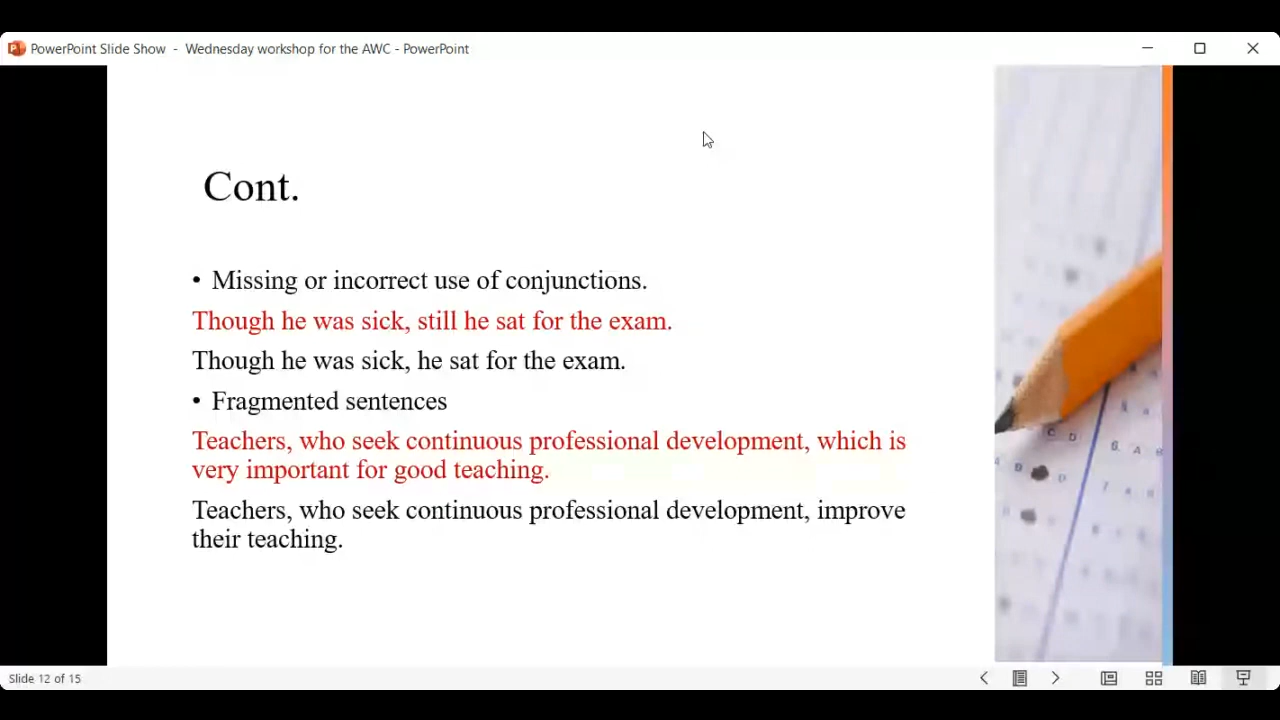 PowerPoint Slide Show - Wednesday workshop for the AWC - PowerPoint
Cont.
• Missing or incorrect use of conjunctions.
Though he was sick, still he sat for the exam.
Though he was sick, he sat for the exam.
• Fragmented sentences
Teachers, who seek continuous professional development, which is
very important for good teaching.
Teachers, who seek continuous professional development, improve
their teaching.
Slide 12 of 15